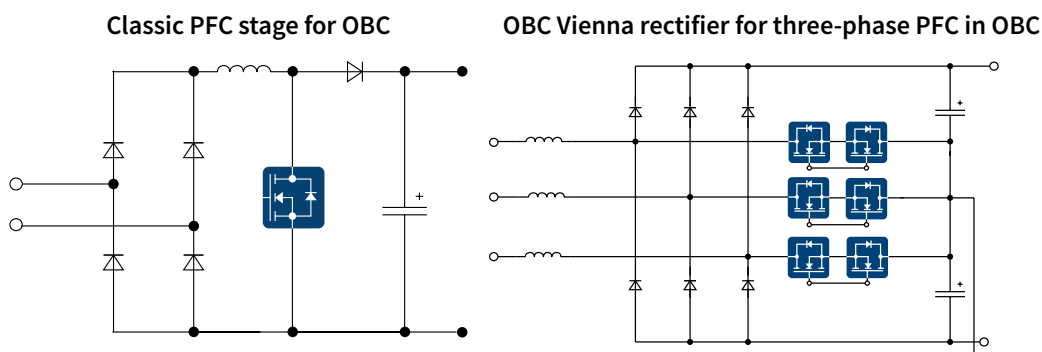 Classic PFC stage for OBC
OBC Vienna rectifier for three-phase PFC in OBC
+
+
+